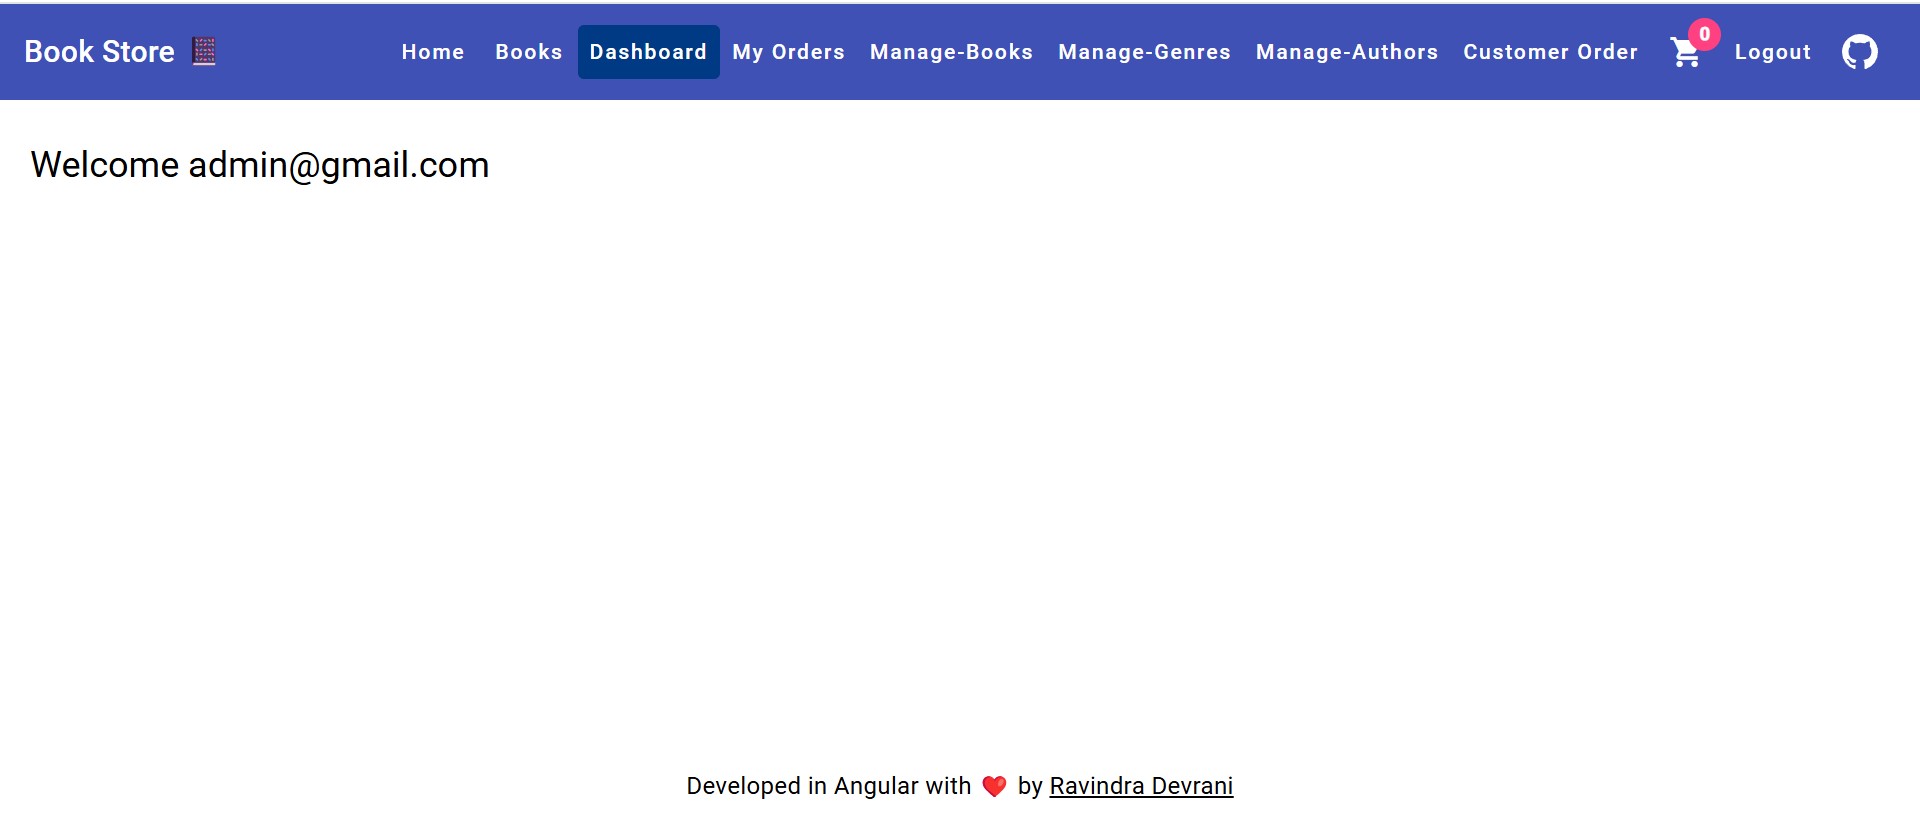 Book Store
Home Books Dashboard My Orders Manage-Books Manage-Genres Manage-Authors Customer Order 0 Logout
Welcome admin@gmail.com
Developed in Angular with ❤️ by Ravindra Devrani